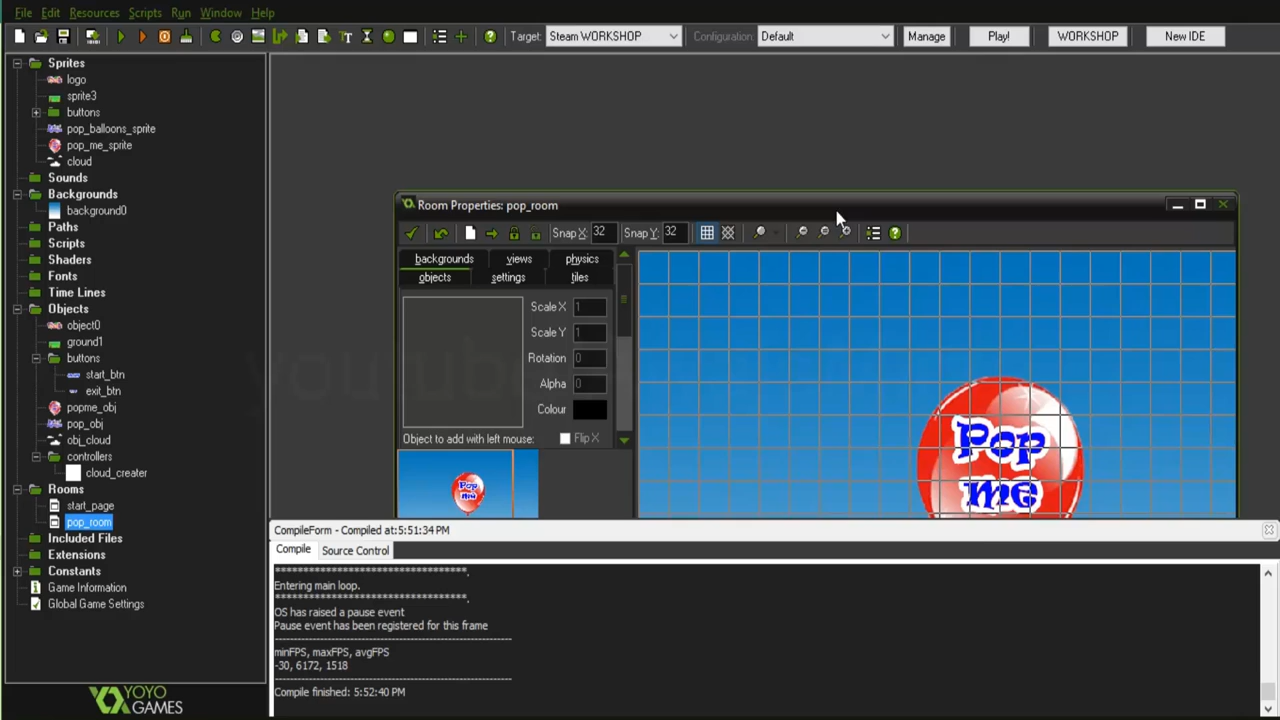 File Edit Resources Scripts Run Window Help
Target: Steam WORKSHOP Configuration: Default Manage Play! WORKSHOP New IDE
Sprites
logo
sprite3
buttons
pop_balloons_sprite
pop_me_sprite
cloud
Sounds
Backgrounds
background0
Paths
Scripts
Shaders
Fonts
Time Lines
Objects
object0
ground1
buttons
start_btn
exit_btn
popme_obj
pop_obj
obj_cloud
controllers
cloud_creater
Rooms
start_page
pop_room
Included Files
Extensions
Constants
Game Information
Global Game Settings
YOYO
GAMES
Room Properties: pop_room
Snap X: 32 Snap Y: 32
backgrounds views physics
objects settings tiles
Scale X 1
Scale Y 1
Rotation 0
Alpha 0
Colour
Object to add with left mouse: Flip X
Pop
me
Pop
me
CompileForm - Compiled at:5:51:34 PM
Compile Source Control
***********************************.
Entering main loop.
***********************************.
OS has raised a pause event
Pause event has been registered for this frame
minFPS, maxFPS, avgFPS
-30, 6172, 1518
Compile finished: 5:52:40 PM